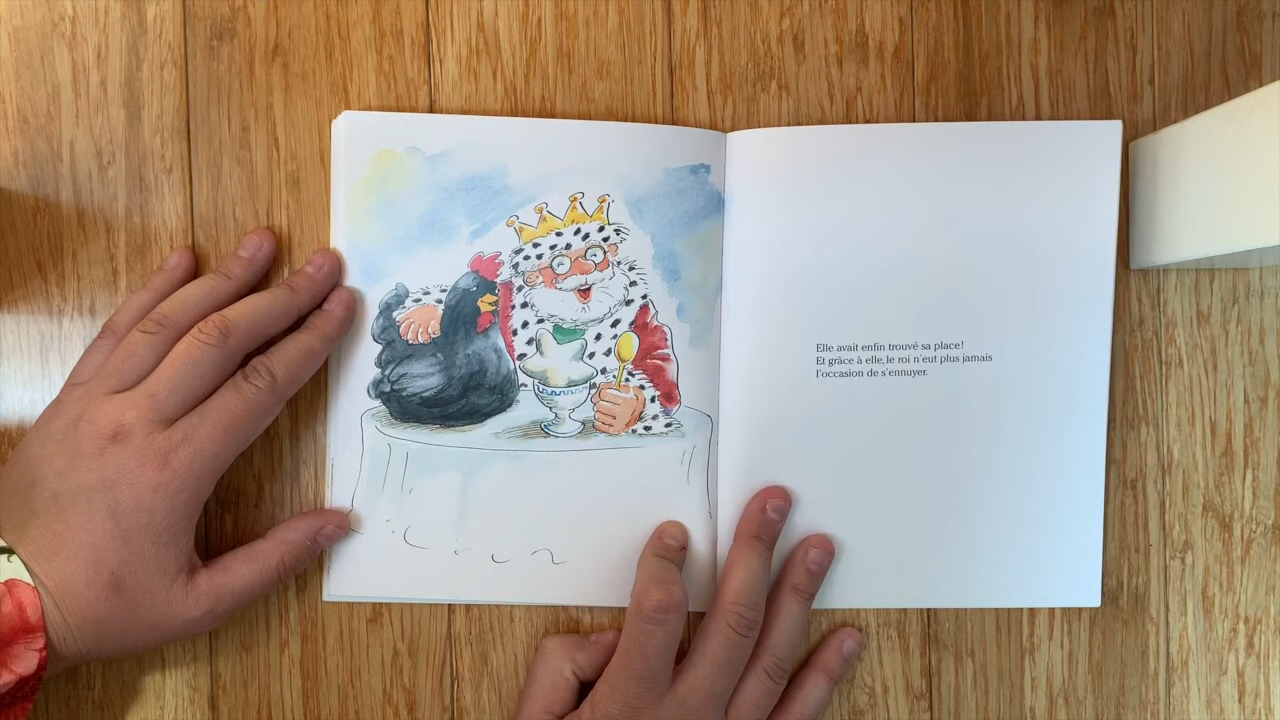 Elle avait enfin trouvé sa place!
Et grâce à elle, le roi n'eut plus jamais
l'occasion de s'ennuyer.